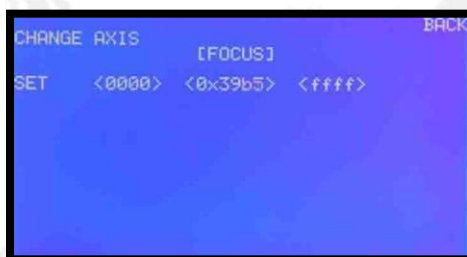 BACK
CHANGE AXIS
[FOCUS]
SET <0000> <0x39b5> <ffff>